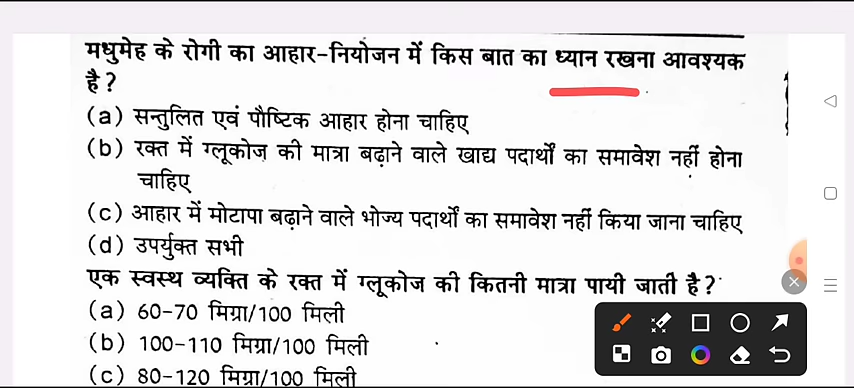 मधुमेह के रोगी का आहार-नियोजन में किस बात का ध्यान रखना आवश्यक
है?
(a) सन्तुलित एवं पौष्टिक आहार होना चाहिए
(b) रक्त में ग्लूकोज की मात्रा बढ़ाने वाले खाद्य पदार्थों का समावेश नहीं होना
चाहिए
(c) आहार में मोटापा बढ़ाने वाले भोज्य पदार्थों का समावेश नहीं किया जाना चाहिए
(d) उपर्युक्त सभी
एक स्वस्थ व्यक्ति के रक्त में ग्लूकोज की कितनी मात्रा पायी जाती है?
(a) 60-70 मिग्रा/100 मिली
(b) 100-110 मिग्रा/100 मिली
(c) 80-120 मिग्रा/100 मिली